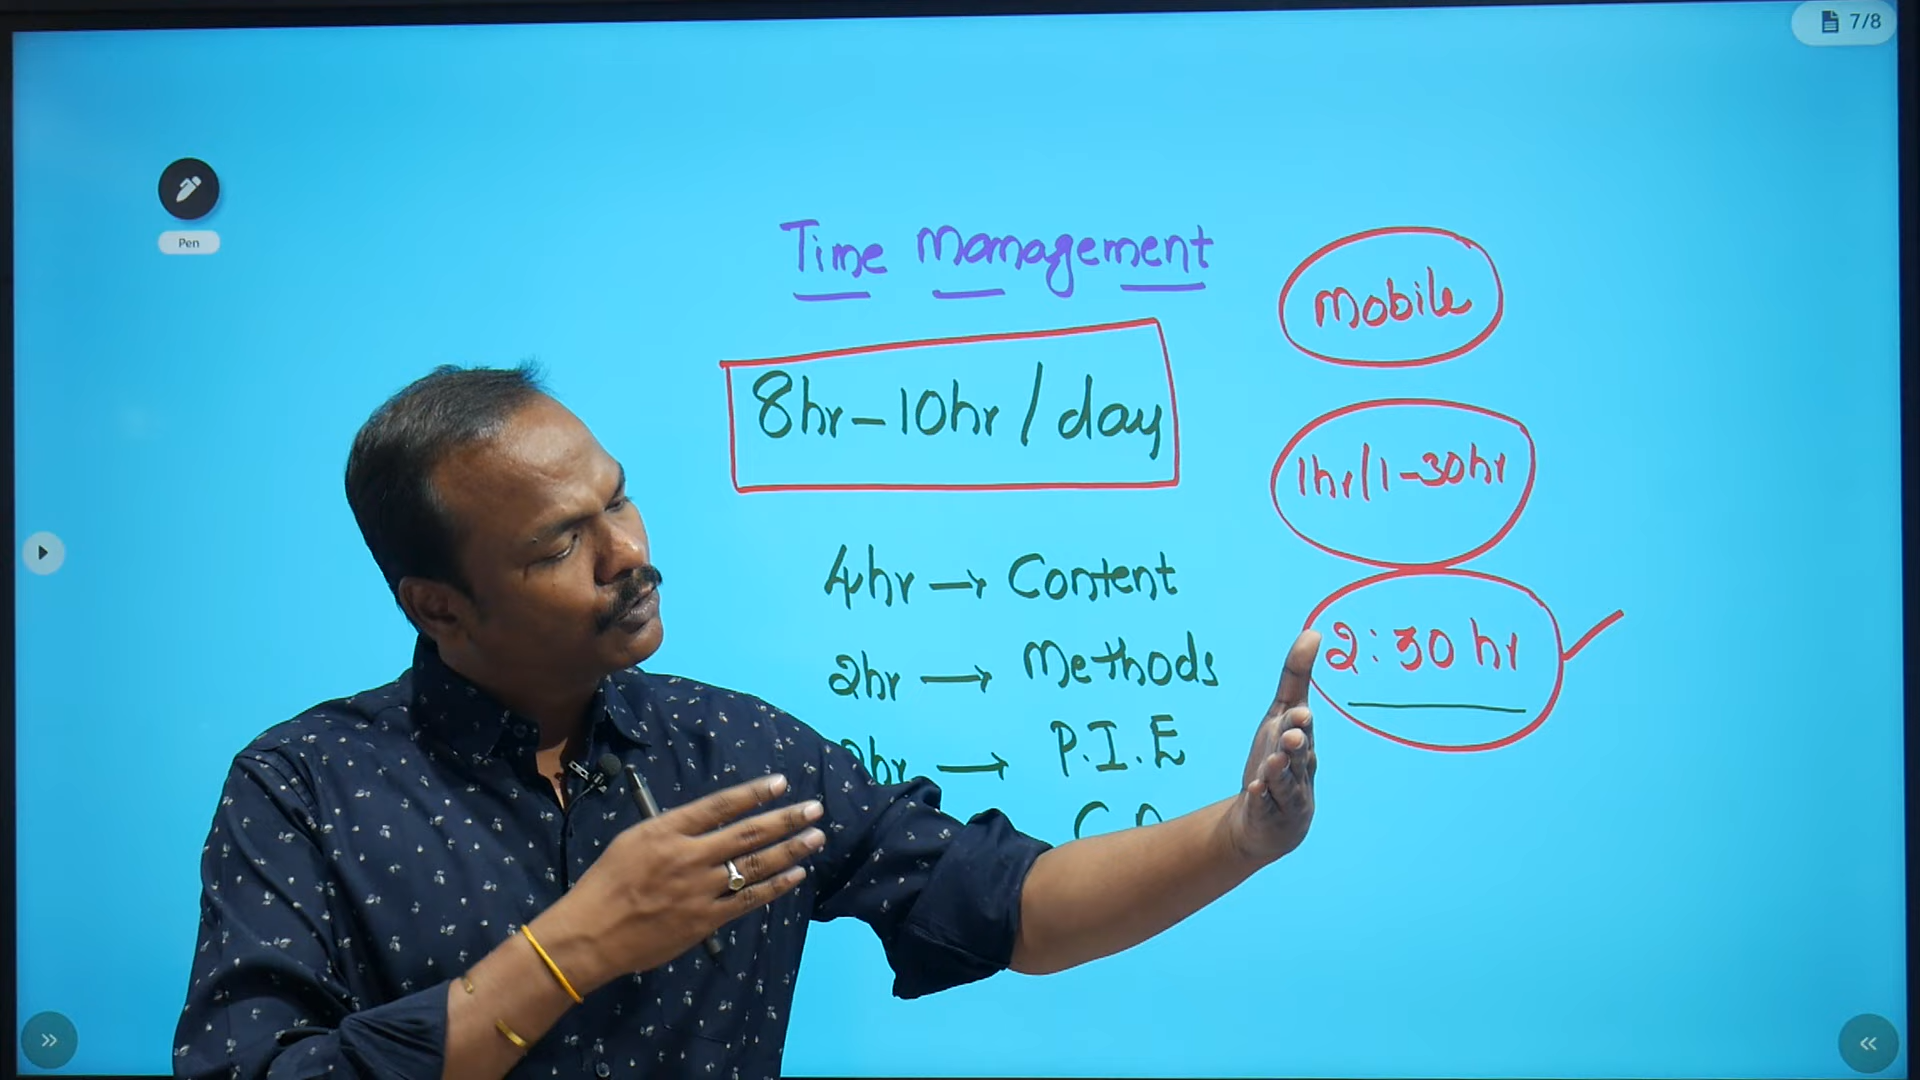 7/8
Pen
Time Management
Mobile
8hr-10hr / day
1hr/1-30hr
4hr → Content
2:30 hr
2hr → Methods
hr → P.I.E